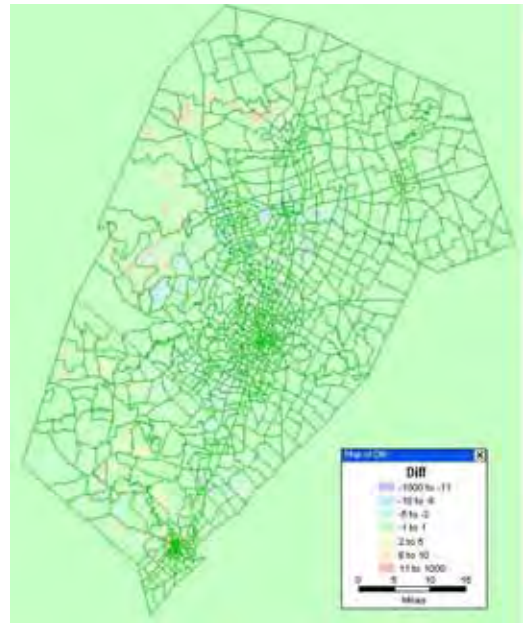 Map of Diff
Diff
-1000 to -11
-10 to -6
-5 to -2
-1 to 1
2 to 5
6 to 10
11 to 1000
0 5 10 15
Miles